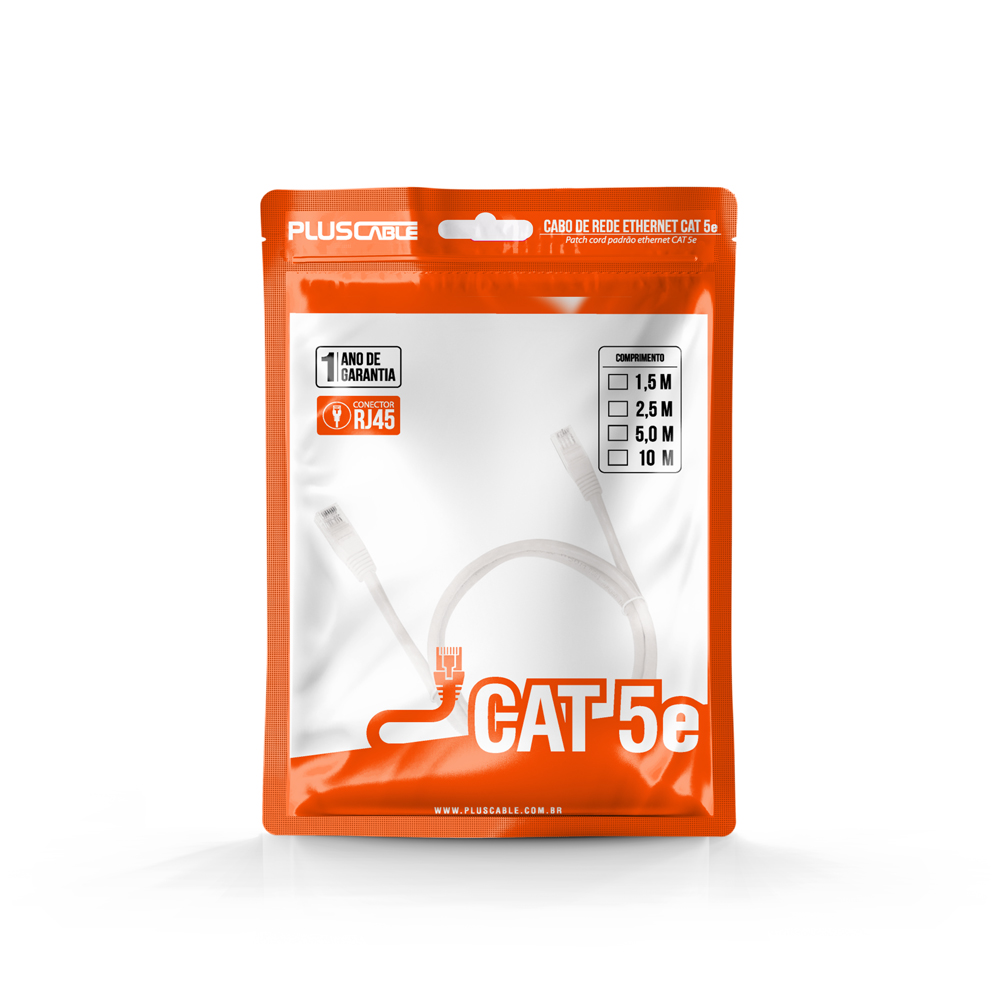 PLUSCABLE
CABO DE REDE ETHERNET CAT 5e
Patch cord padrão ethernet CAT 5e
1 ANO DE
GARANTIA
CONECTOR
RJ45
COMPRIMENTO
1,5 M
2,5 M
5,0 M
10 M
CAT 5e
WWW.PLUSCABLE.COM.BR